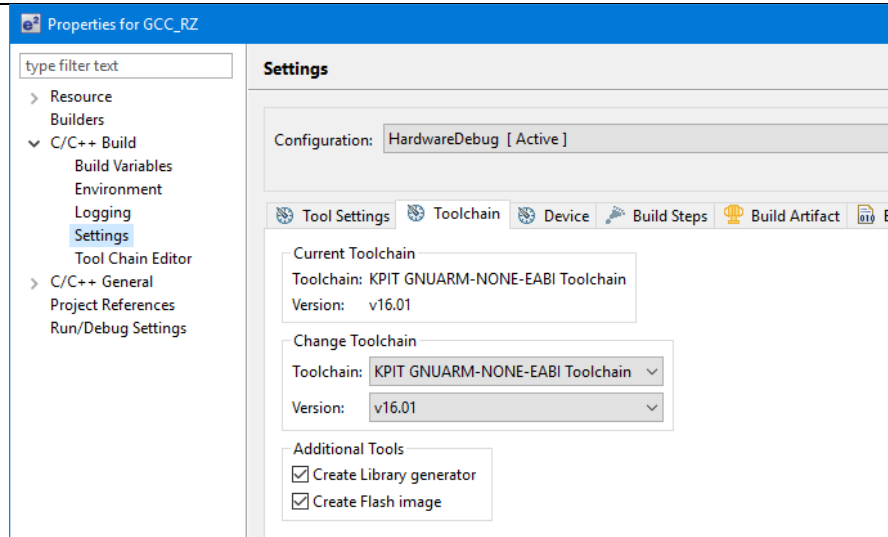 e² Properties for GCC_RZ
type filter text
Resource
Builders
C/C++ Build
Build Variables
Environment
Logging
Settings
Tool Chain Editor
C/C++ General
Project References
Run/Debug Settings
Settings
Configuration: HardwareDebug [ Active ]
Tool Settings Toolchain Device Build Steps Build Artifact
Current Toolchain
Toolchain: KPIT GNUARM-NONE-EABI Toolchain
Version: v16.01
Change Toolchain
Toolchain: KPIT GNUARM-NONE-EABI Toolchain
Version: v16.01
Additional Tools
Create Library generator
Create Flash image